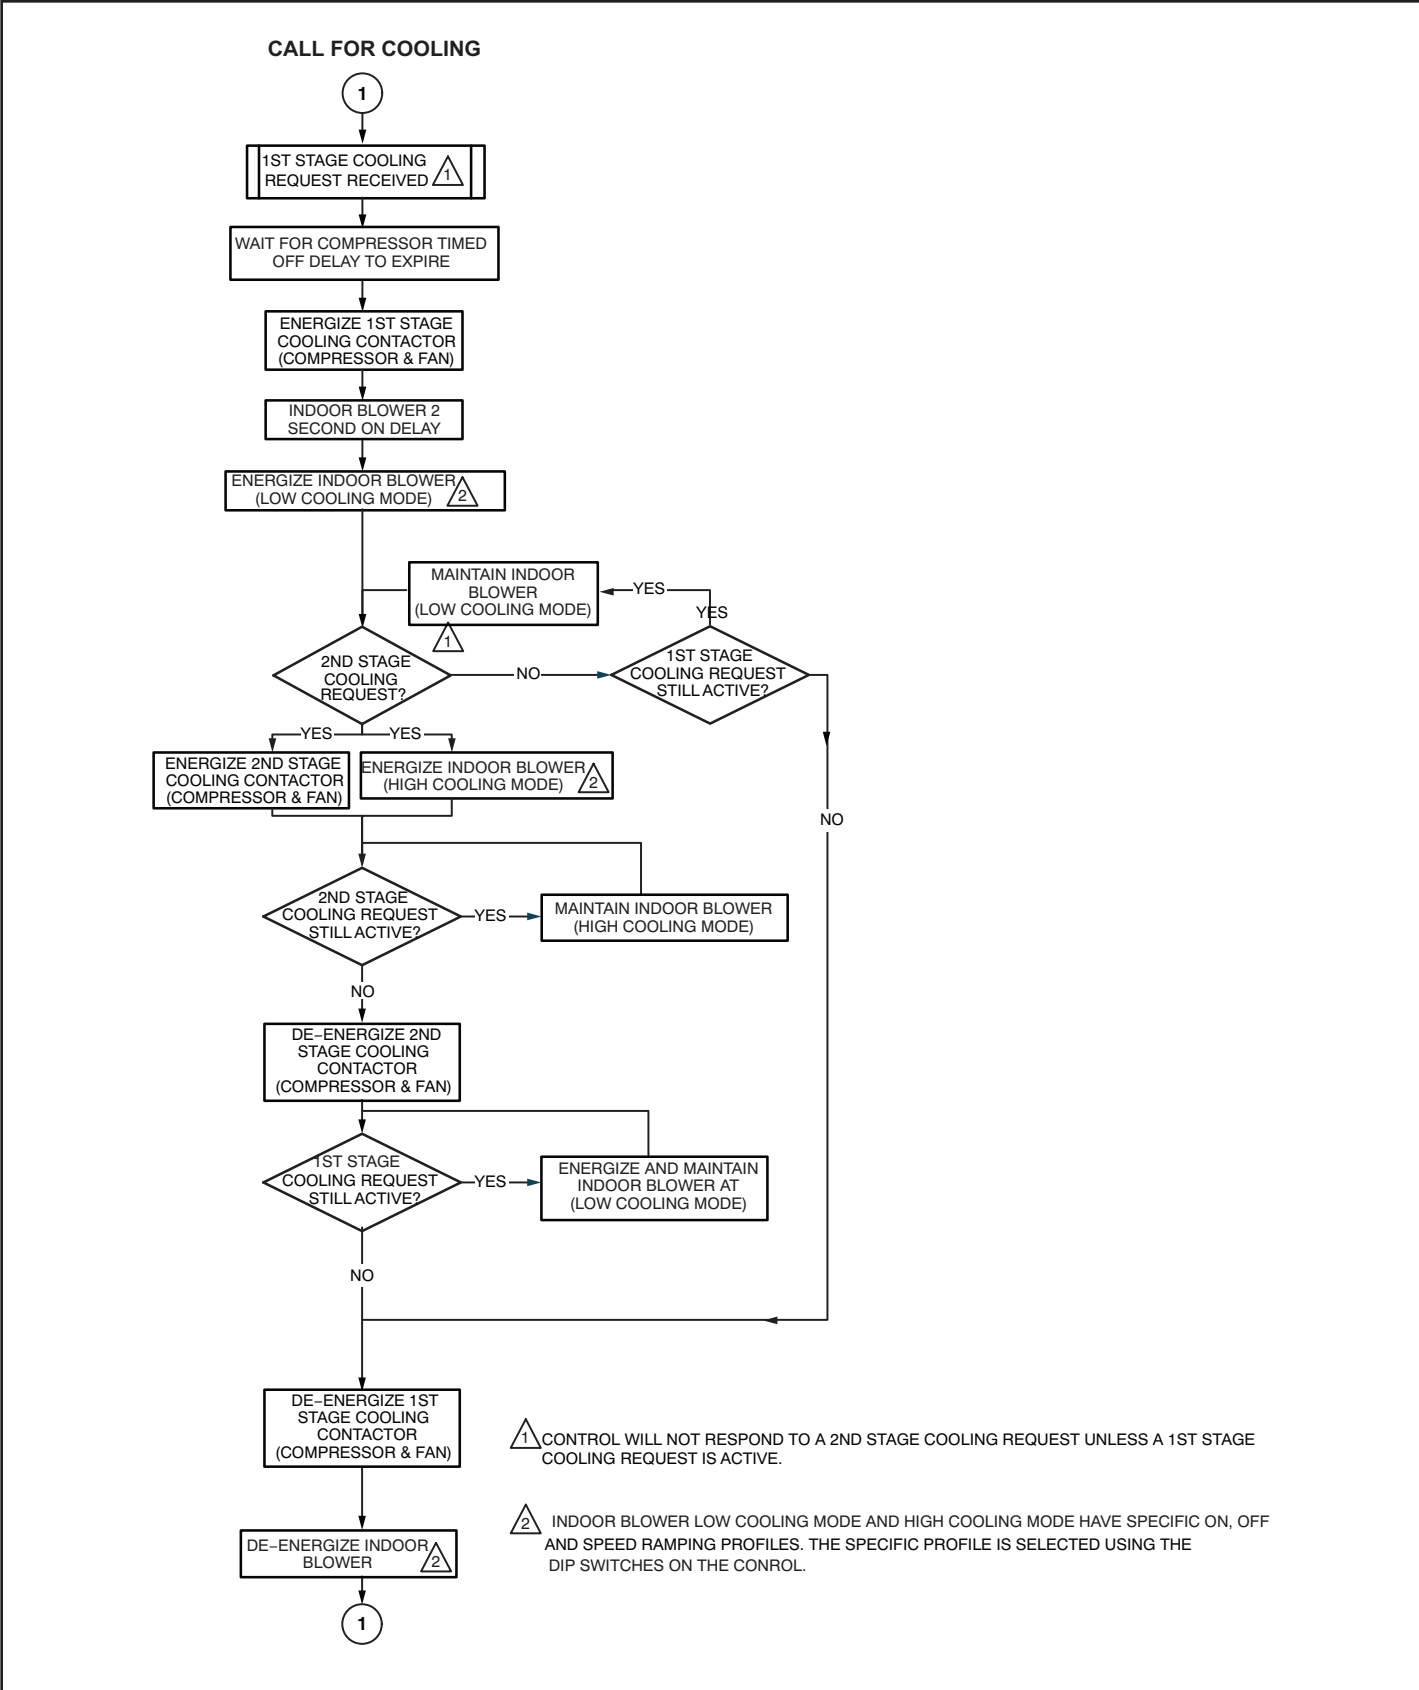 CALL FOR COOLING
1
1ST STAGE COOLING
REQUEST RECEIVED
1
WAIT FOR COMPRESSOR TIMED
OFF DELAY TO EXPIRE
ENERGIZE 1ST STAGE
COOLING CONTACTOR
(COMPRESSOR & FAN)
INDOOR BLOWER 2
SECOND ON DELAY
ENERGIZE INDOOR BLOWER
(LOW COOLING MODE)
2
MAINTAIN INDOOR
BLOWER
(LOW COOLING MODE)
1
YES
YES
2ND STAGE
COOLING
REQUEST?
NO
1ST STAGE
COOLING REQUEST
STILL ACTIVE?
YES
YES
ENERGIZE 2ND STAGE
COOLING CONTACTOR
(COMPRESSOR & FAN)
ENERGIZE INDOOR BLOWER
(HIGH COOLING MODE)
2
NO
2ND STAGE
COOLING REQUEST
STILL ACTIVE?
YES
MAINTAIN INDOOR BLOWER
(HIGH COOLING MODE)
NO
DE–ENERGIZE 2ND
STAGE COOLING
CONTACTOR
(COMPRESSOR & FAN)
1ST STAGE
COOLING REQUEST
STILL ACTIVE?
YES
ENERGIZE AND MAINTAIN
INDOOR BLOWER AT
(LOW COOLING MODE)
NO
DE–ENERGIZE 1ST
STAGE COOLING
CONTACTOR
(COMPRESSOR & FAN)
1
CONTROL WILL NOT RESPOND TO A 2ND STAGE COOLING REQUEST UNLESS A 1ST STAGE
COOLING REQUEST IS ACTIVE.
2
INDOOR BLOWER LOW COOLING MODE AND HIGH COOLING MODE HAVE SPECIFIC ON, OFF
AND SPEED RAMPING PROFILES. THE SPECIFIC PROFILE IS SELECTED USING THE
DIP SWITCHES ON THE CONROL.
DE–ENERGIZE INDOOR
BLOWER
2
1